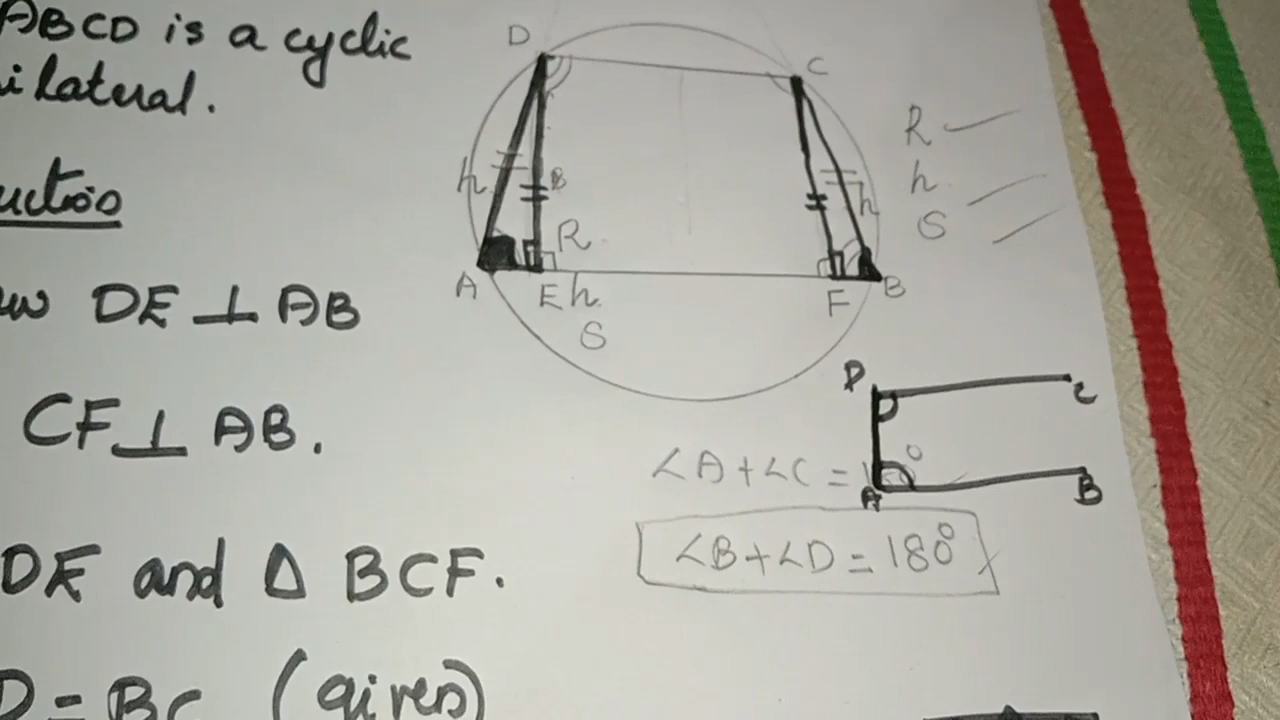 ABCD is a cyclic
ilateral.
uctio
w DE ⊥ AB
CF ⊥ AB.
DE and Δ BCF.
D = BC (given)
D
C
h
B
h
R
A
E
h
S
F
B
R
h
S
D
C
A
B
∠A+∠C =
∠B+∠D = 180°